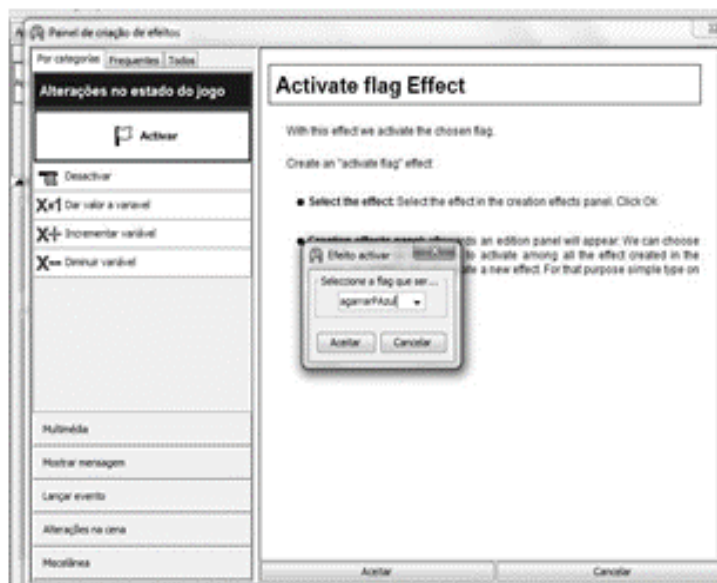 Painel de criação de efeitos
Por categorias Frequentes Todos
Alterações no estado do jogo
Activar
Desactivar
Dar valor a variavel
Incrementar variável
Diminuir variável
Multimédia
Mostrar mensagem
Lançar evento
Alterações na cena
Miscelânea
Activate flag Effect
With this effect we activate the chosen flag.
Create an "activate flag" effect
Select the effect: Select the effect in the creation effects panel. Click Ok
Creation effects panel: an edition panel will appear. We can choose
to activate among all the effect created in the
a new effect. For that purpose simple type on
Efeito activar
Seleccione a flag que ser...
agarrarPAzul
Aceitar Cancelar
Aceitar Cancelar